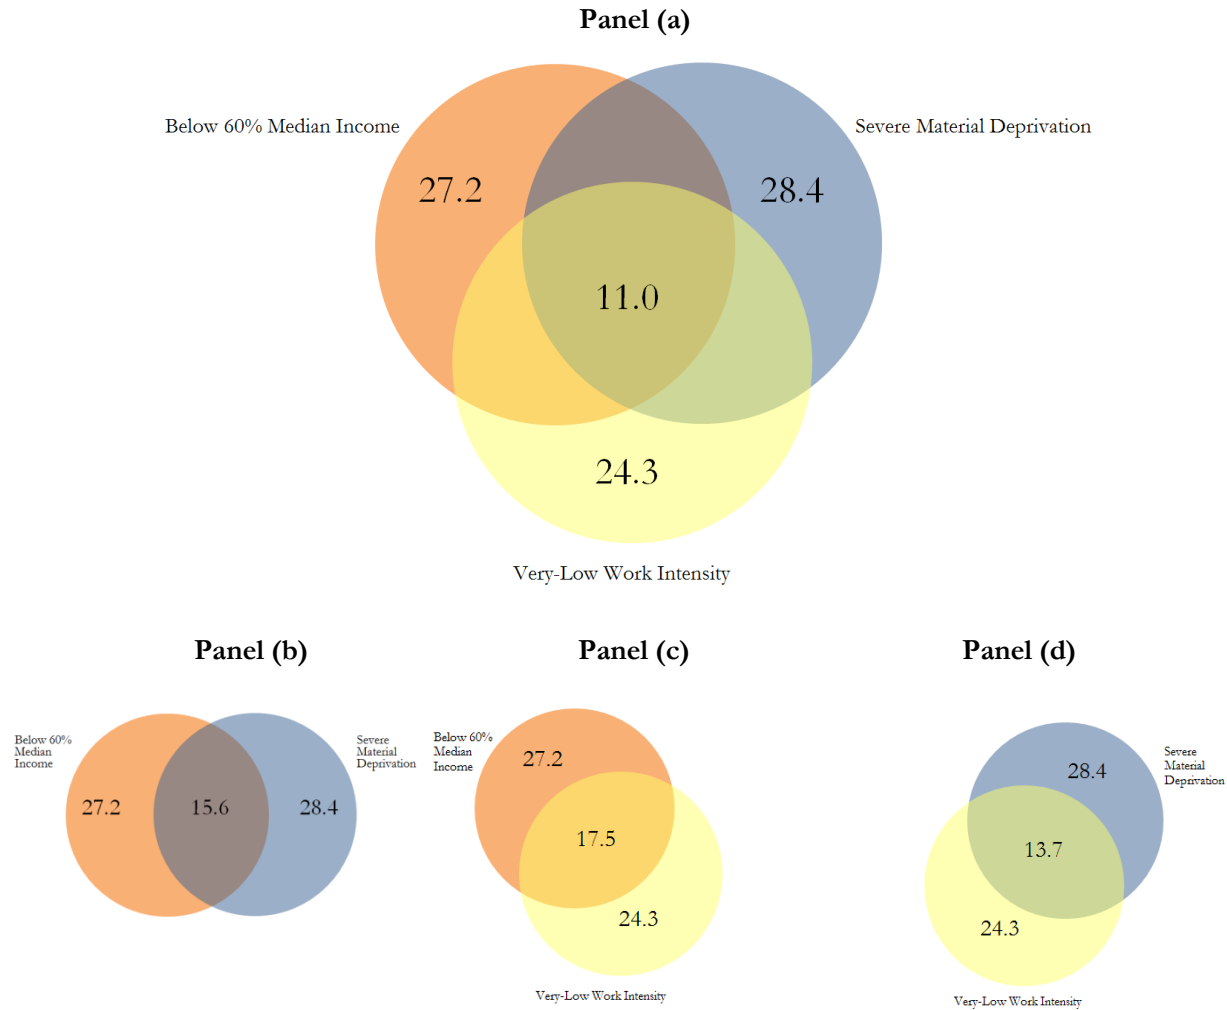 Panel (a)
Below 60% Median Income
Severe Material Deprivation
27.2
28.4
11.0
24.3
Very-Low Work Intensity
Panel (b)
Panel (c)
Panel (d)
Below 60%
Median
Income
Severe
Material
Deprivation
27.2
15.6
28.4
Below 60%
Median
Income
27.2
17.5
24.3
Very-Low Work Intensity
Severe
Material
Deprivation
28.4
13.7
24.3
Very-Low Work Intensity